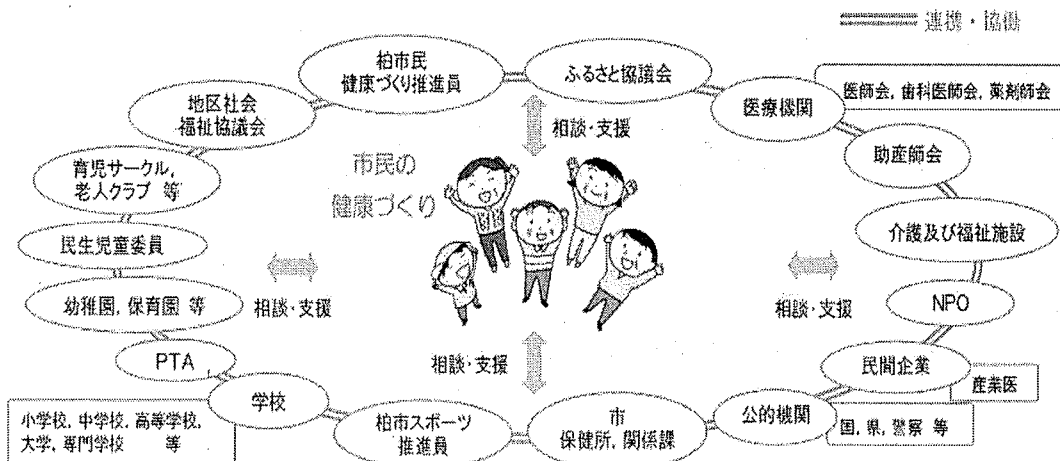 連携・協働
柏市民
健康づくり推進員
ふるさと協議会
医療機関
医師会, 歯科医師会, 薬剤師会
助産師会
介護及び福祉施設
NPO
民間企業
産業医
公的機関
国, 県, 警察 等
市
保健所, 関係課
柏市スポーツ
推進員
学校
小学校, 中学校, 高等学校,
大学, 専門学校 等
PTA
幼稚園, 保育園 等
民生児童委員
育児サークル,
老人クラブ 等
地区社会
福祉協議会
相談・支援
市民の
健康づくり
相談・支援
相談・支援
相談・支援